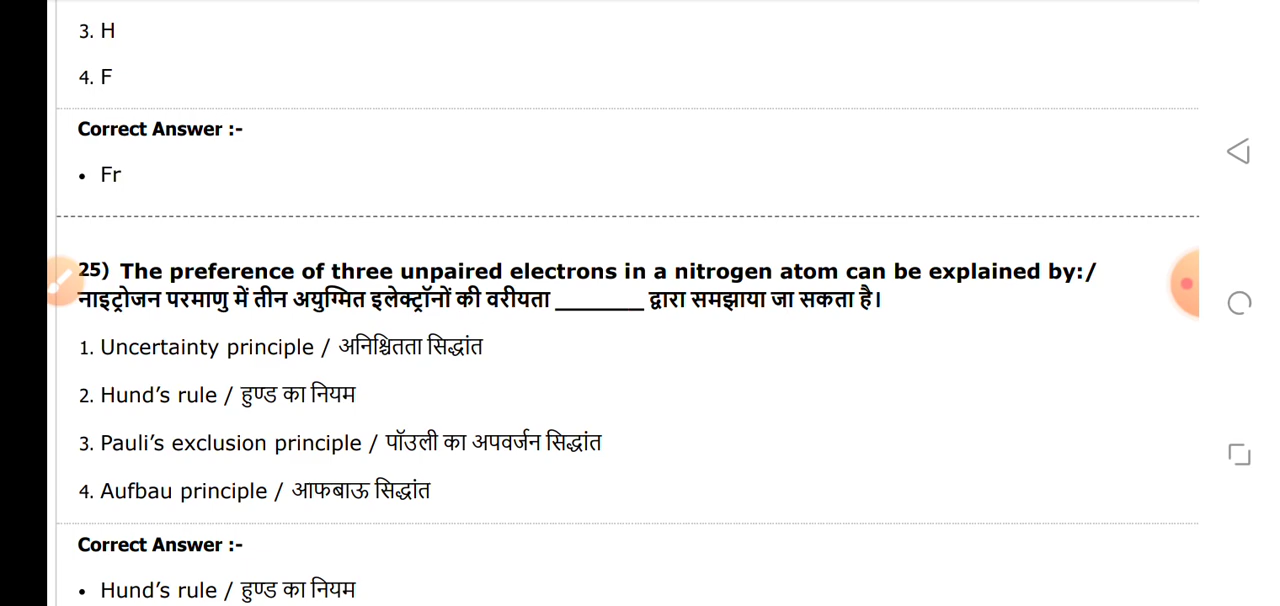 3. H
4. F
Correct Answer :-
• Fr
25) The preference of three unpaired electrons in a nitrogen atom can be explained by:/
नाइट्रोजन परमाणु में तीन अयुग्मित इलेक्ट्रॉनों की वरीयता ________ द्वारा समझाया जा सकता है।
1. Uncertainty principle / अनिश्चितता सिद्धांत
2. Hund’s rule / हुण्ड का नियम
3. Pauli’s exclusion principle / पॉउली का अपवर्जन सिद्धांत
4. Aufbau principle / आफबाऊ सिद्धांत
Correct Answer :-
• Hund’s rule / हुण्ड का नियम